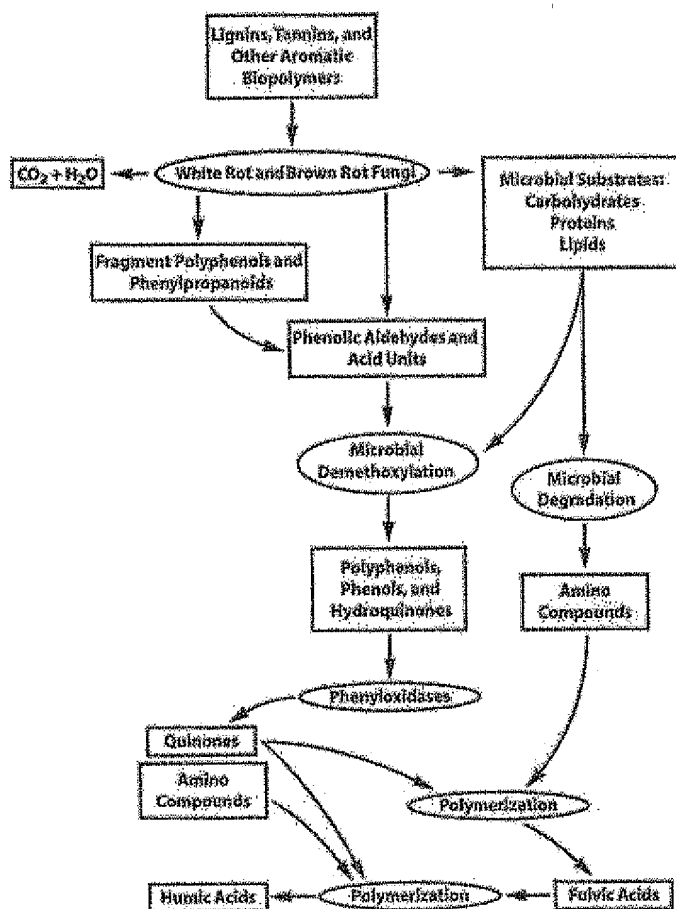 Lignins, Tannins, and
Other Aromatic
Biopolymers
CO₂ + H₂O
White Rot and Brown Rot Fungi
Microbial Substrates:
Carbohydrates
Proteins
Lipids
Fragment Polyphenols and
Phenylpropanoids
Phenolic Aldehydes and
Acid Units
Microbial
Demethoxylation
Microbial
Degradation
Polyphenols,
Phenols, and
Hydroquinones
Amino
Compounds
Phenyloxidases
Quinones
Amino
Compounds
Polymerization
Humic Acids
Polymerization
Fulvic Acids